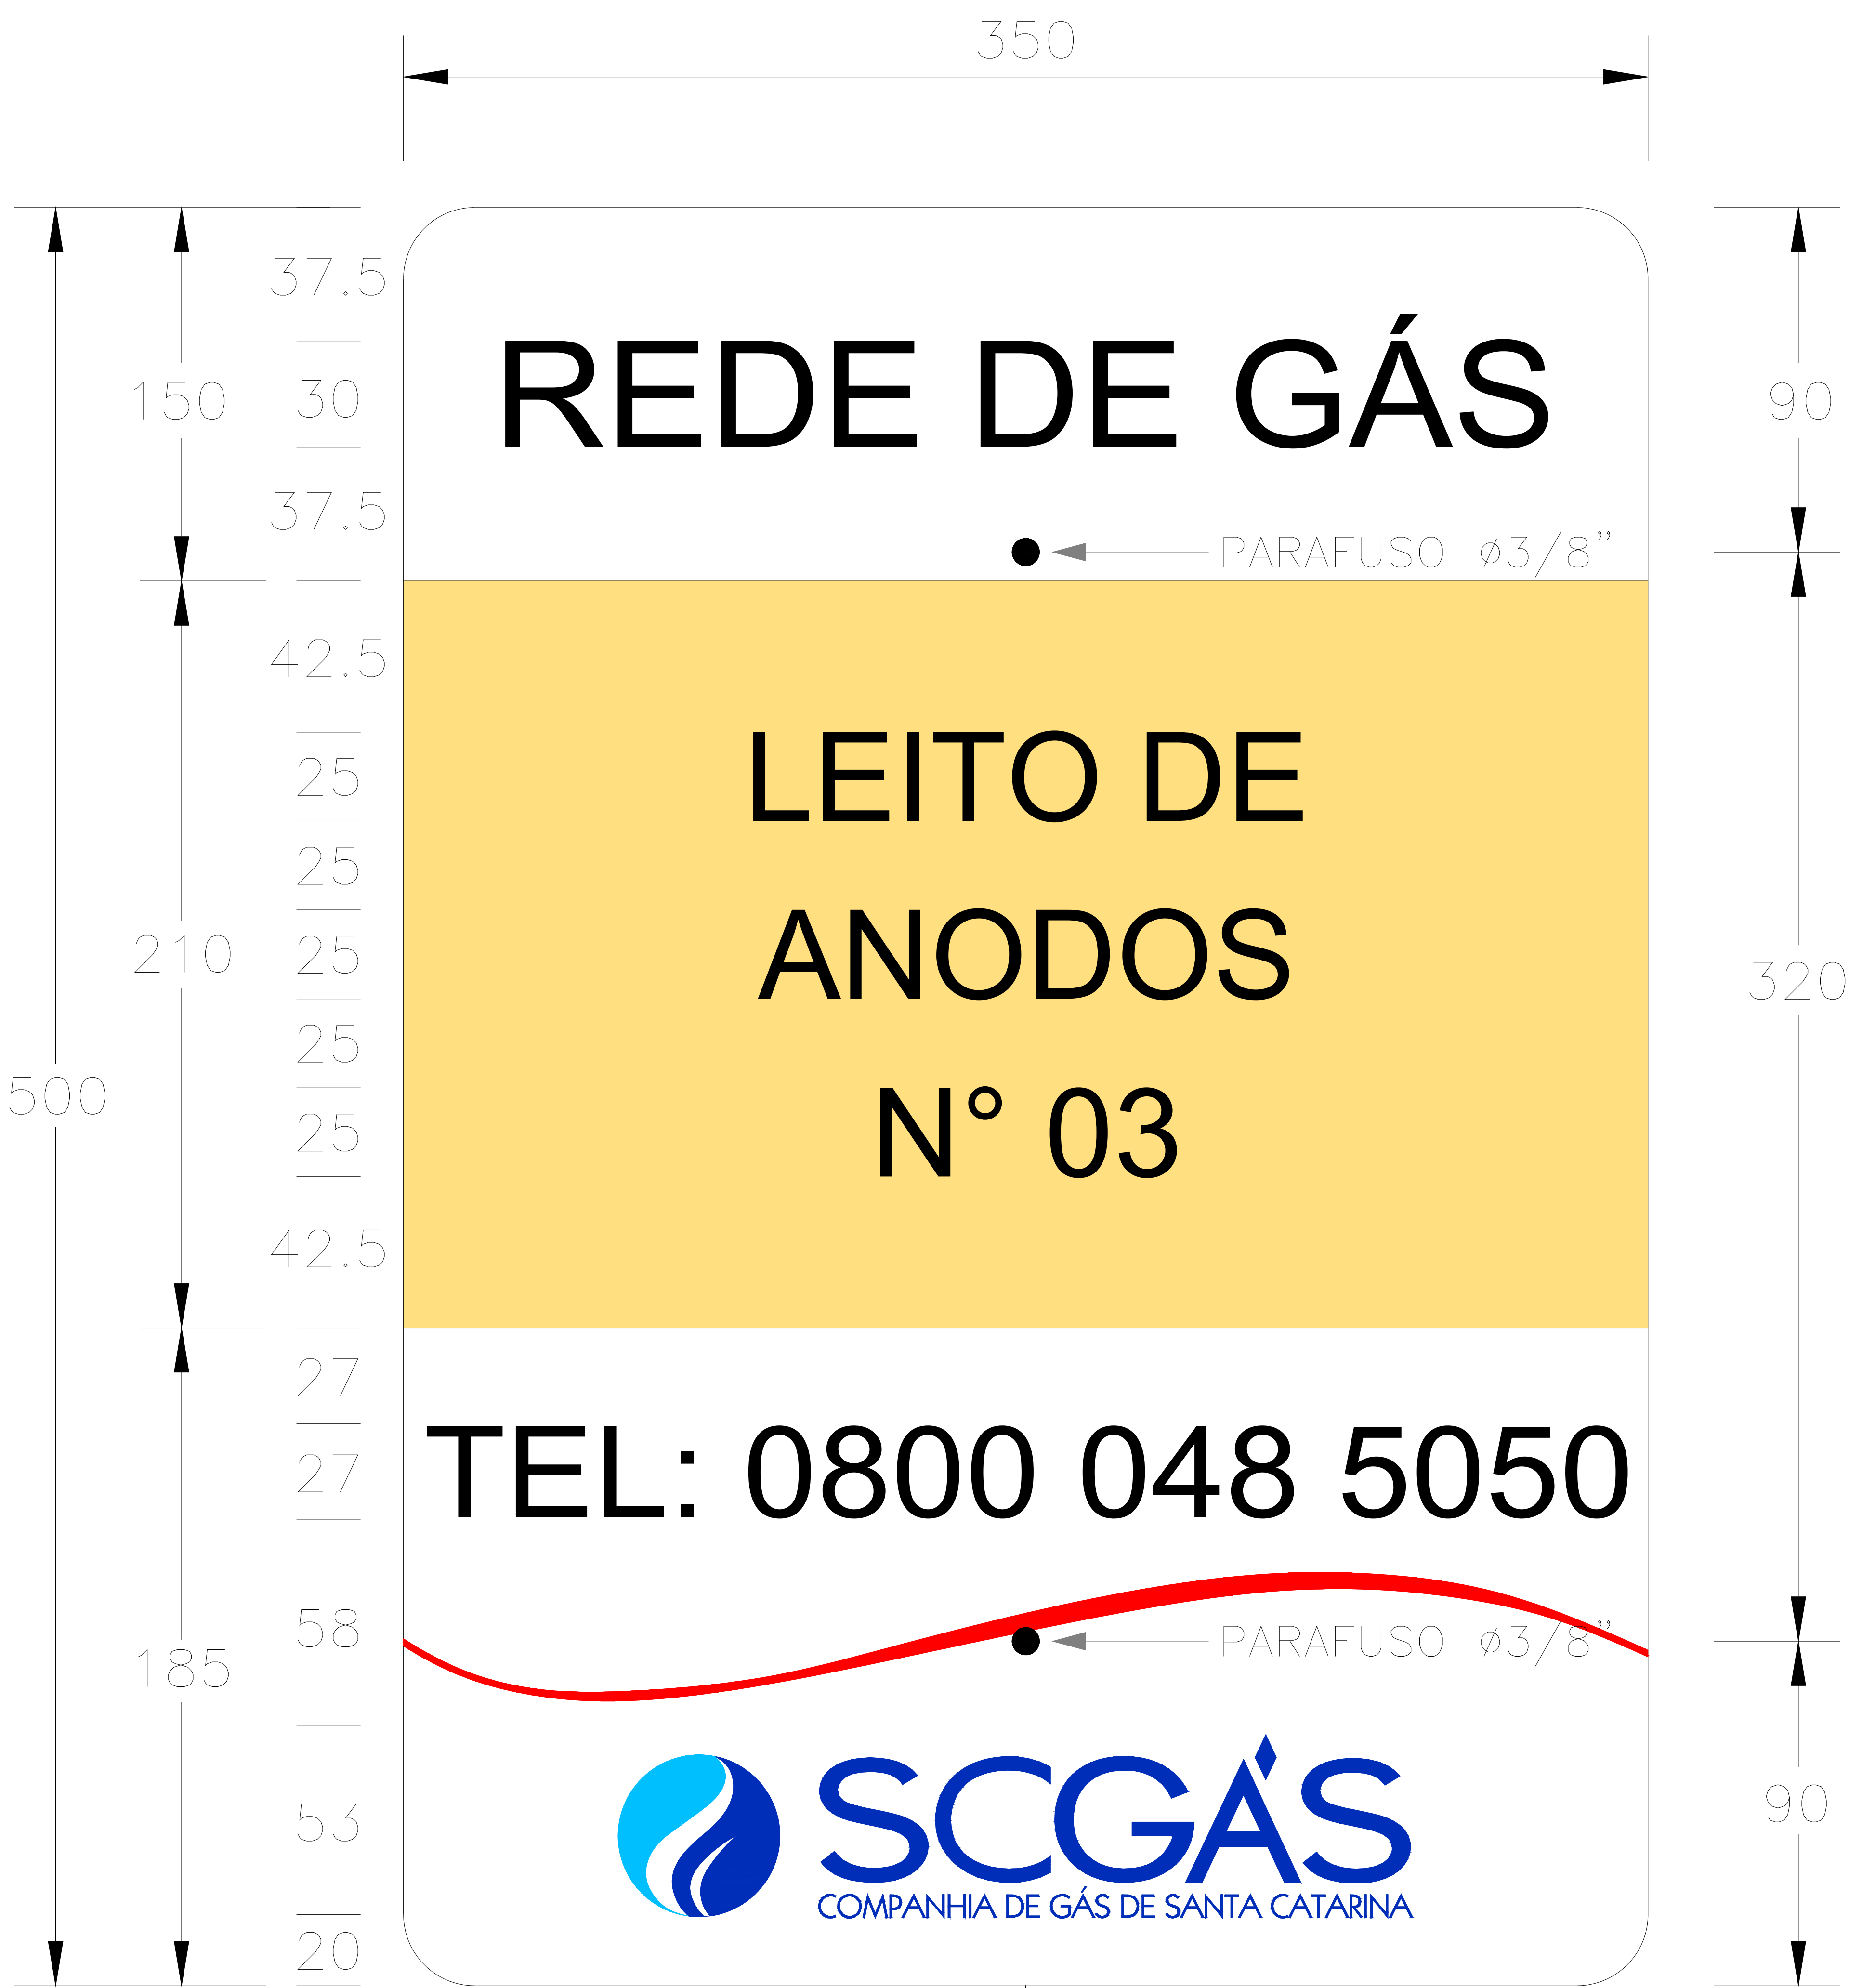 350
37.5
REDE DE GÁS
150
30
90
37.5
PARAFUSO ø3/8”
42.5
LEITO DE
25
25
ANODOS
210
25
320
25
500
N° 03
25
42.5
27
TEL: 0800 048 5050
27
58
PARAFUSO ø3/8”
185
SCGÁS
53
90
COMPANHIA DE GÁS DE SANTA CATARINA
20